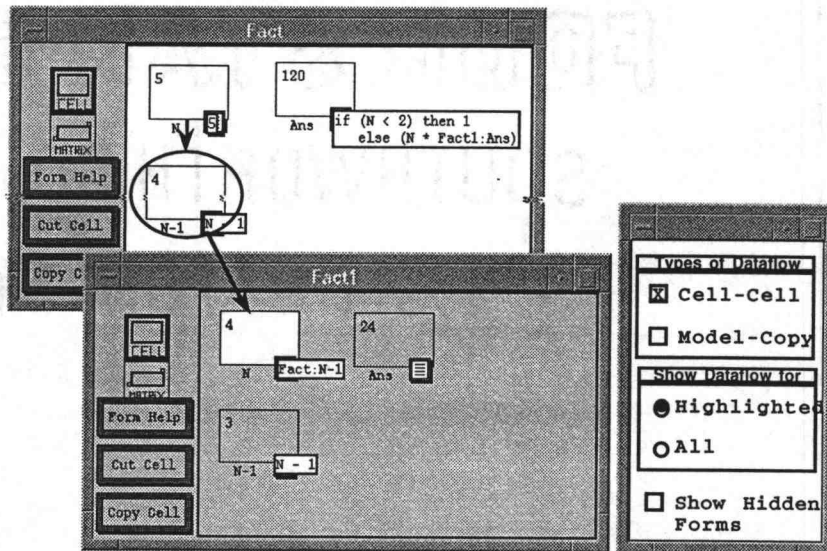 Fact
CELL
MATRIX
Form Help
Cut Cell
Copy C
5
N
5
120
Ans
if (N < 2) then 1
else (N * Fact1:Ans)
4
N-1
N - 1
Fact1
CELL
MATRIX
Form Help
Cut Cell
Copy Cell
4
N
Fact:N-1
24
Ans
3
N-1
N - 1
Types of Dataflow
X Cell-Cell
Model-Copy
Show Dataflow for
Highlighted
All
Show Hidden
Forms